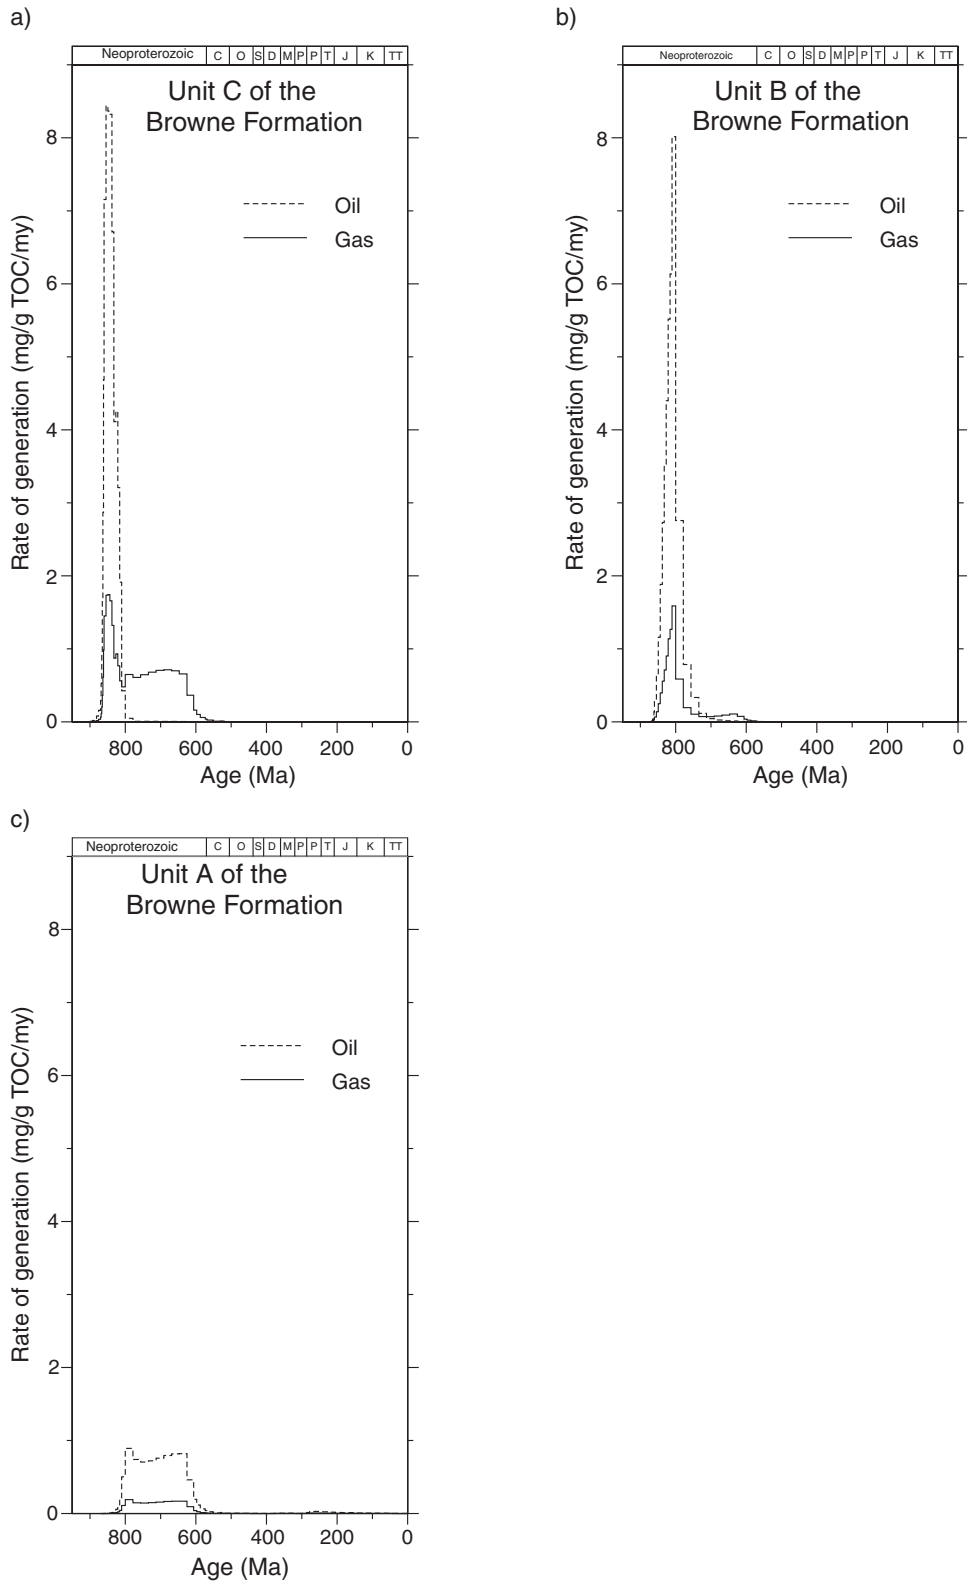 a)
Neoproterozoic C O S D M P P T J K TT
Unit C of the
Browne Formation
Oil
Gas
Rate of generation (mg/g TOC/my)
8
6
4
2
0
800 600 400 200 0
Age (Ma)
b)
Neoproterozoic C O S D M P P T J K TT
Unit B of the
Browne Formation
Oil
Gas
Rate of generation (mg/g TOC/my)
8
6
4
2
0
800 600 400 200 0
Age (Ma)
c)
Neoproterozoic C O S D M P P T J K TT
Unit A of the
Browne Formation
Oil
Gas
Rate of generation (mg/g TOC/my)
8
6
4
2
0
800 600 400 200 0
Age (Ma)